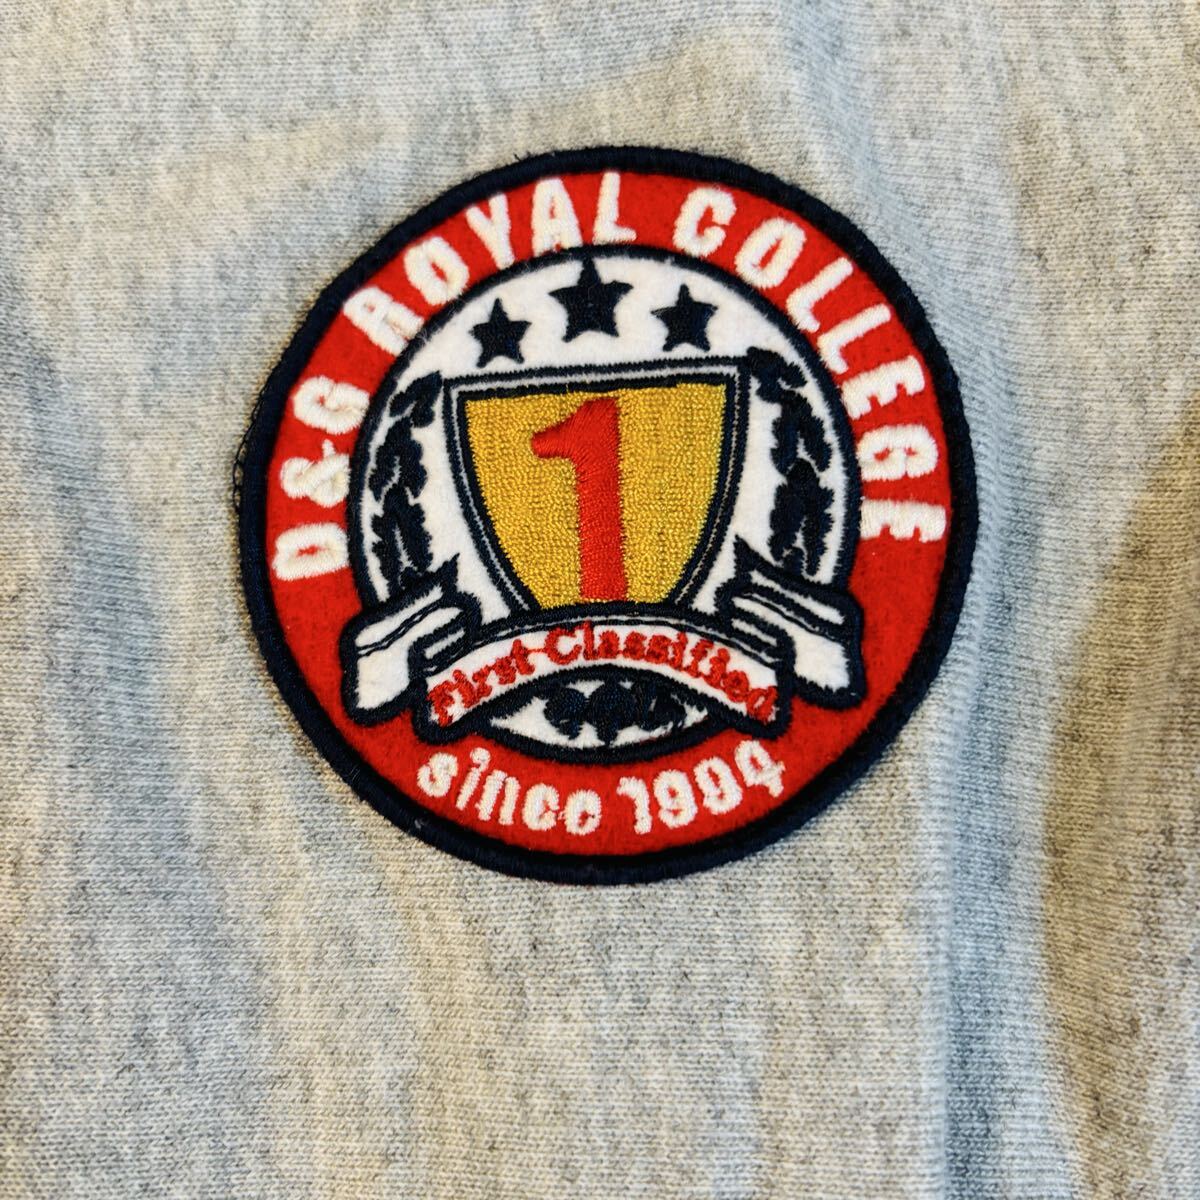 D&G ROYAL COLLEGE
1
First Classified
since 1994